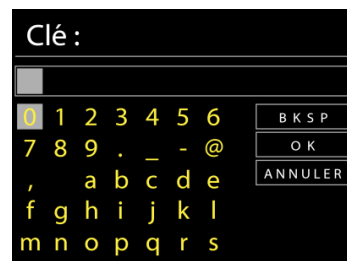 Clé :
0 1 2 3 4 5 6
BKSP
7 8 9 . _ - @
OK
, a b c d e
ANNULER
f g h i j k l
m n o p q r s